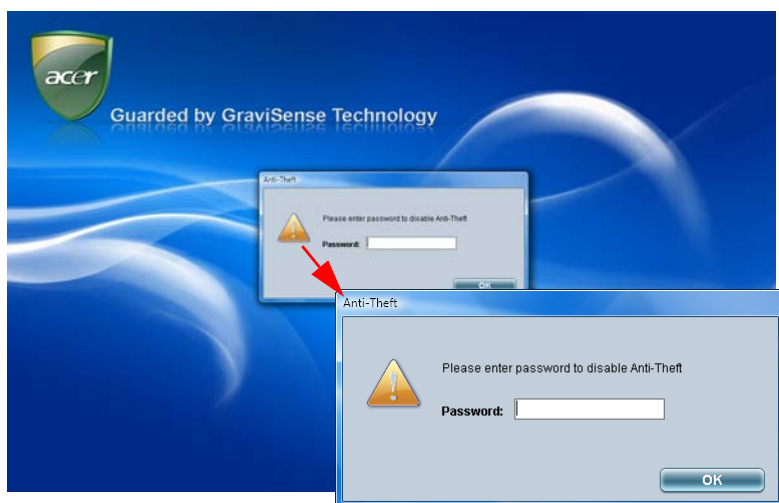 acer
Guarded by GraviSense Technology
Anti-Theft
Please enter password to disable Anti-Theft
Password:
OK
Anti-Theft
Please enter password to disable Anti-Theft
Password:
OK